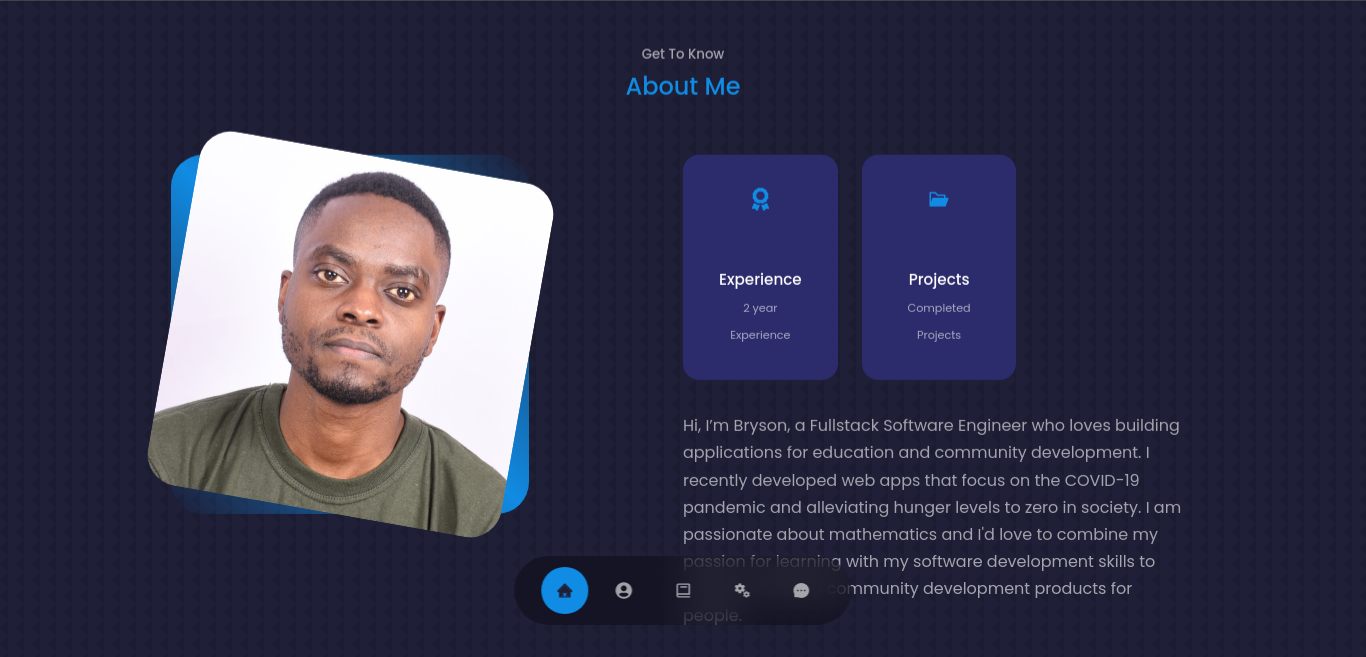 Get To Know
About Me
Experience
2 year
Experience
Projects
Completed
Projects
Hi, I’m Bryson, a Fullstack Software Engineer who loves building
applications for education and community development. I
recently developed web apps that focus on the COVID-19
pandemic and alleviating hunger levels to zero in society. I am
passionate about mathematics and I'd love to combine my
passion for learning with my software development skills to
community development products for
people.